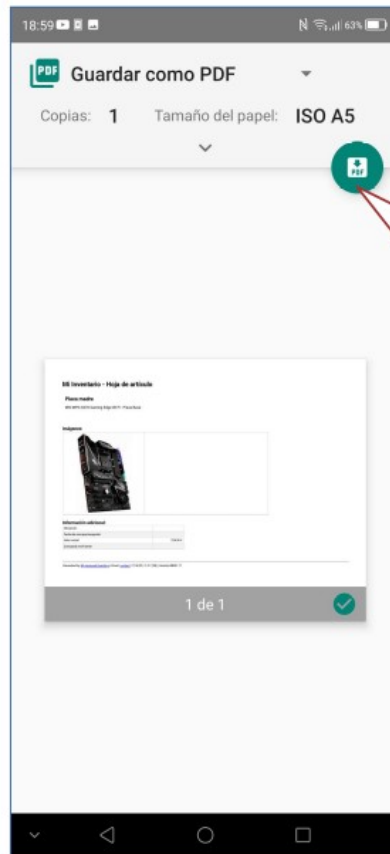 18:59
63%
PDF Guardar como PDF
Copias: 1 Tamaño del papel: ISO A5
PDF
Mi Inventario - Hoja de artículo
Placa madre
Imágenes
Información adicional
1 de 1